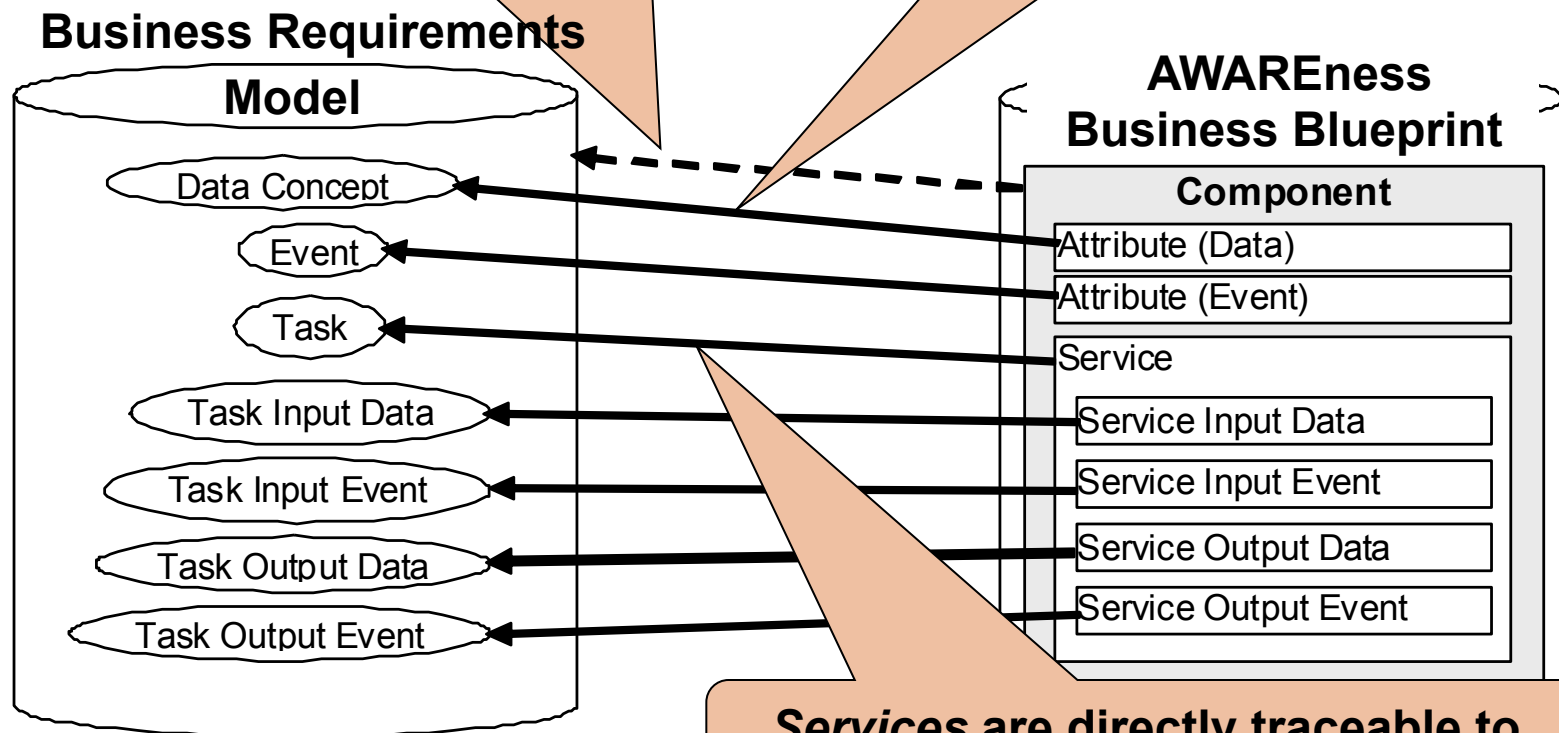 Business Requirements
Model
Data Concept
Event
Task
Task Input Data
Task Input Event
Task Output Data
Task Output Event
AWAREness
Business Blueprint
Component
Attribute (Data)
Attribute (Event)
Service
Service Input Data
Service Input Event
Service Output Data
Service Output Event
Services are directly traceable to